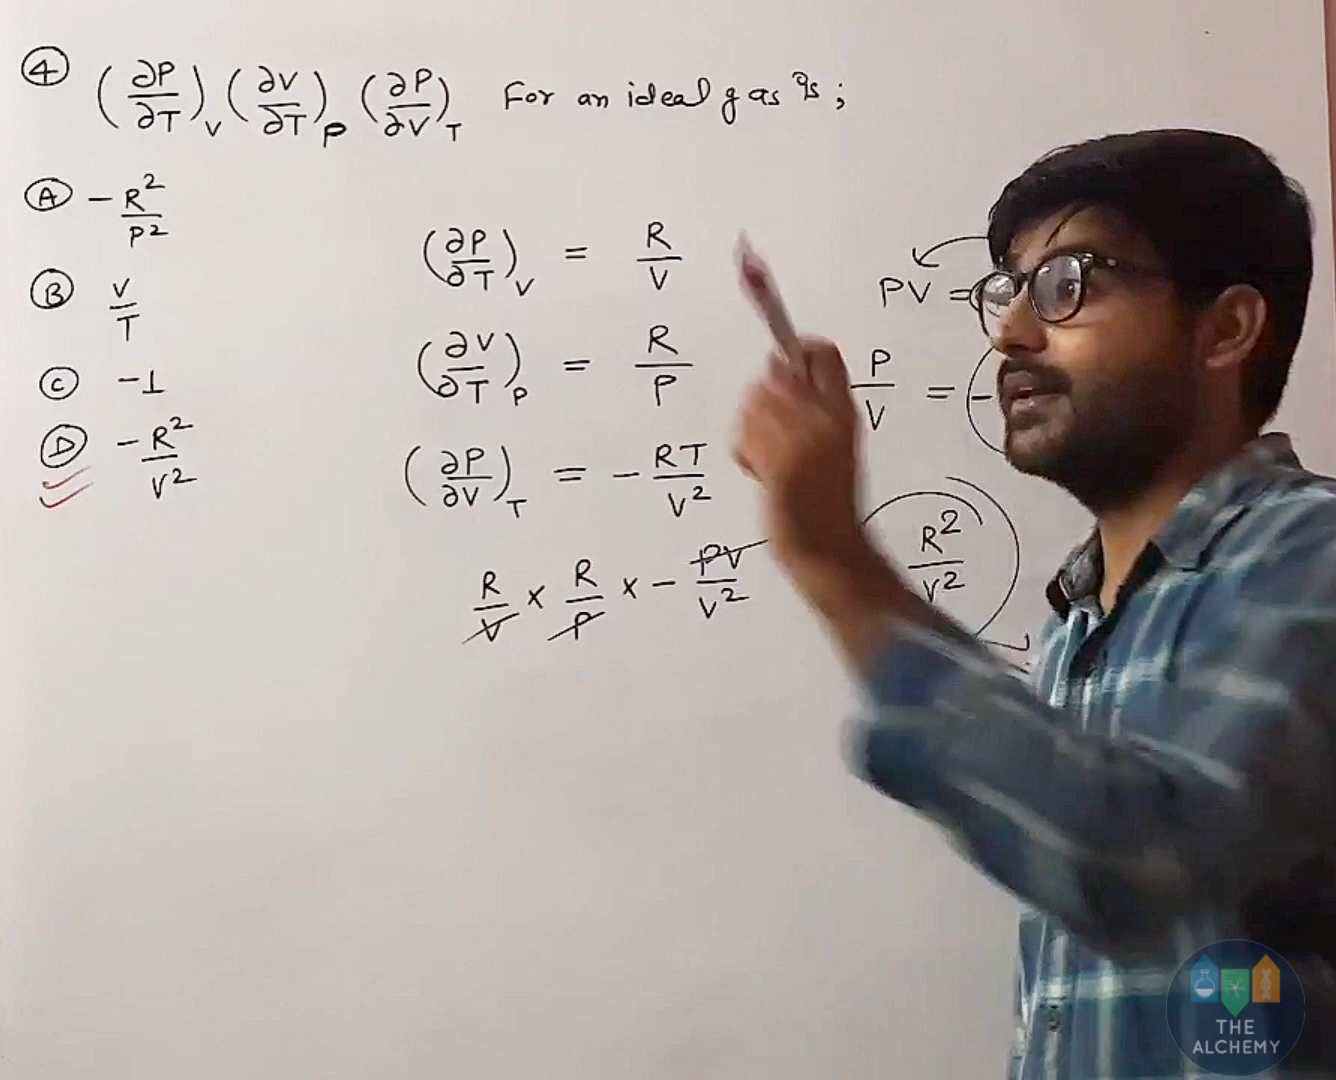 ④ (∂P/∂T)_V (∂V/∂T)_P (∂P/∂V)_T For an ideal gas is ;
Ⓐ -R²/P²
Ⓑ V/T
Ⓒ -1
Ⓓ -R²/V²
(∂P/∂T)_V = R/V
(∂V/∂T)_P = R/P
(∂P/∂V)_T = - RT/V²
R/V × R/P × - PV/V²
PV =
P/V = -
R²/V²
THE
ALCHEMY